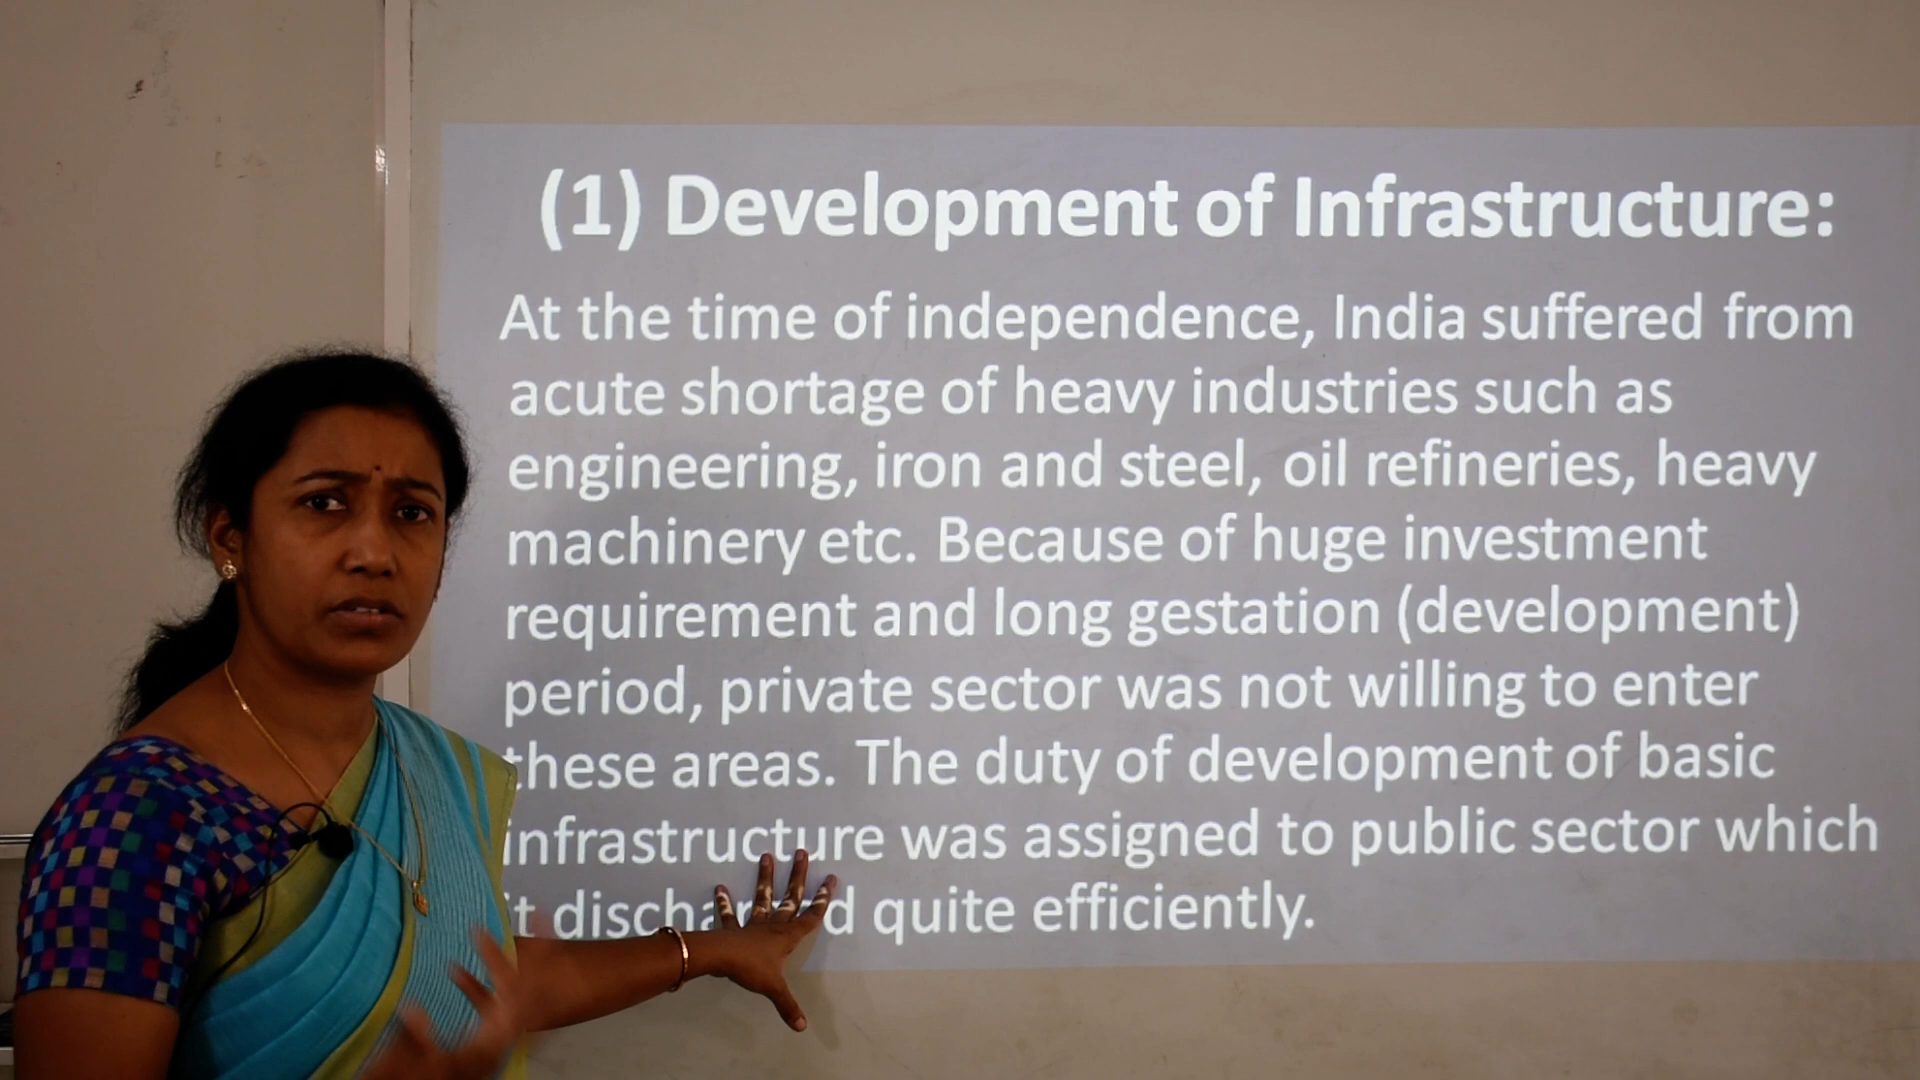 (1) Development of Infrastructure:
At the time of independence, India suffered from
acute shortage of heavy industries such as
engineering, iron and steel, oil refineries, heavy
machinery etc. Because of huge investment
requirement and long gestation (development)
period, private sector was not willing to enter
these areas. The duty of development of basic
infrastructure was assigned to public sector which
it discharged quite efficiently.